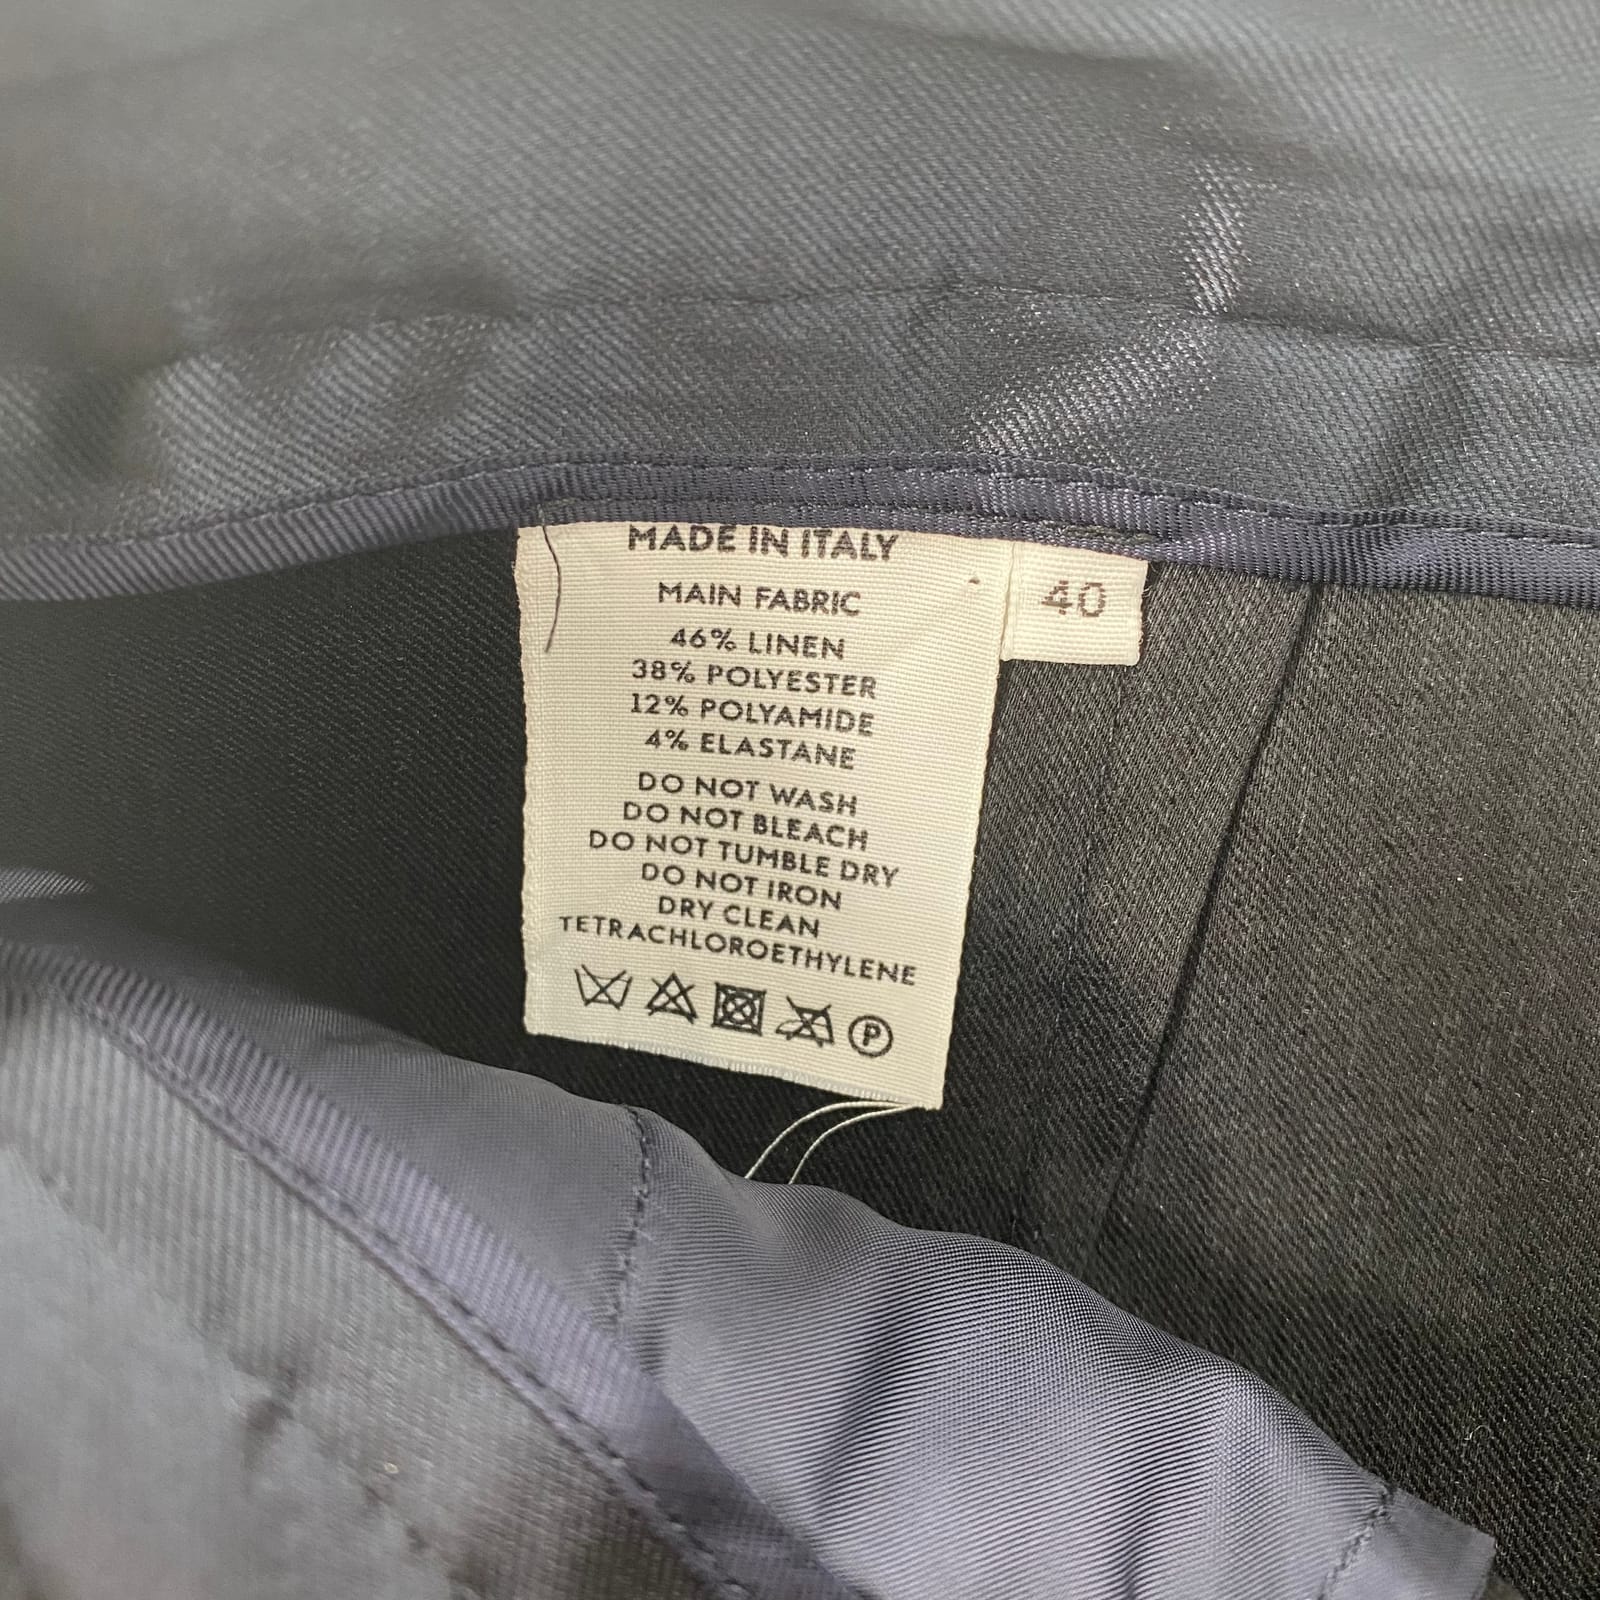 MADE IN ITALY
MAIN FABRIC
46% LINEN
38% POLYESTER
12% POLYAMIDE
4% ELASTANE
DO NOT WASH
DO NOT BLEACH
DO NOT TUMBLE DRY
DO NOT IRON
DRY CLEAN
TETRACHLOROETHYLENE
P
40